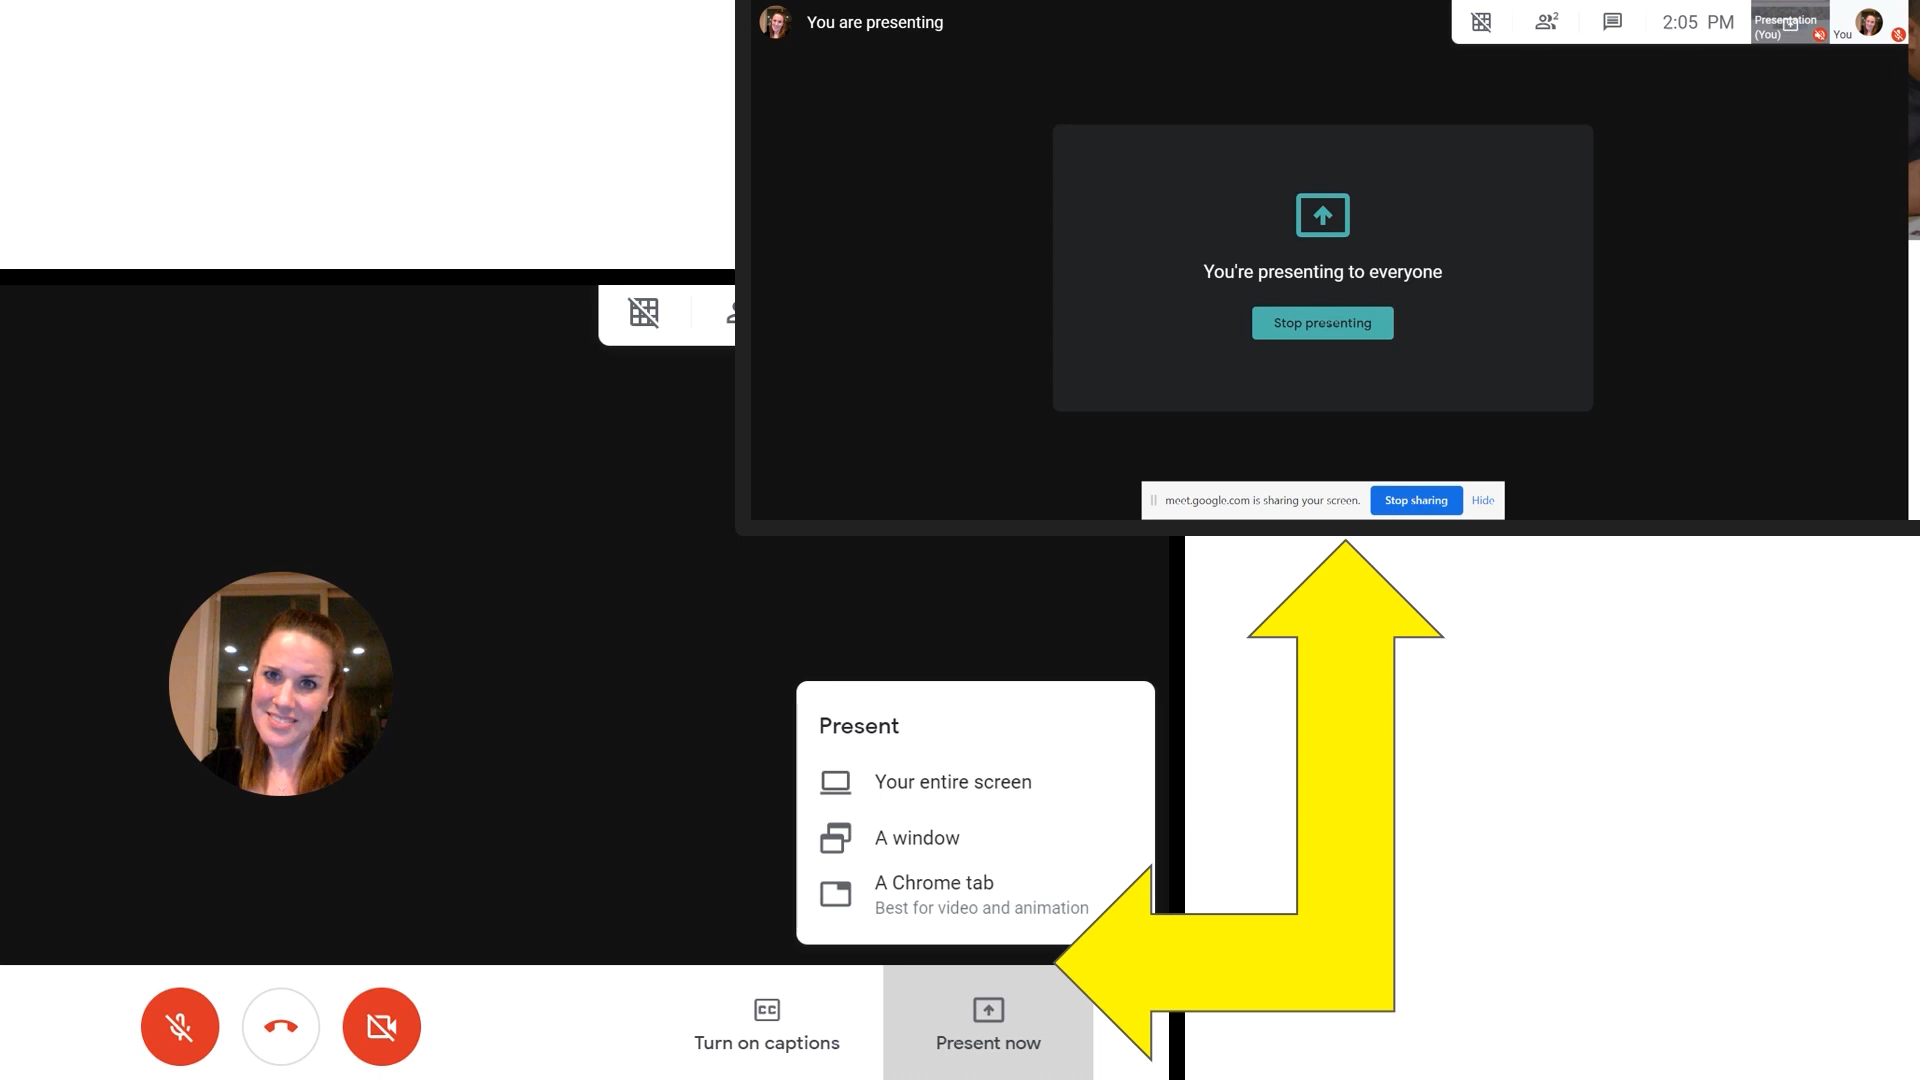 You are presenting
2
2:05 PM
Presentation
(You)
You
You're presenting to everyone
Stop presenting
meet.google.com is sharing your screen.
Stop sharing
Hide
Present
Your entire screen
A window
A Chrome tab
Best for video and animation
CC
Turn on captions
Present now